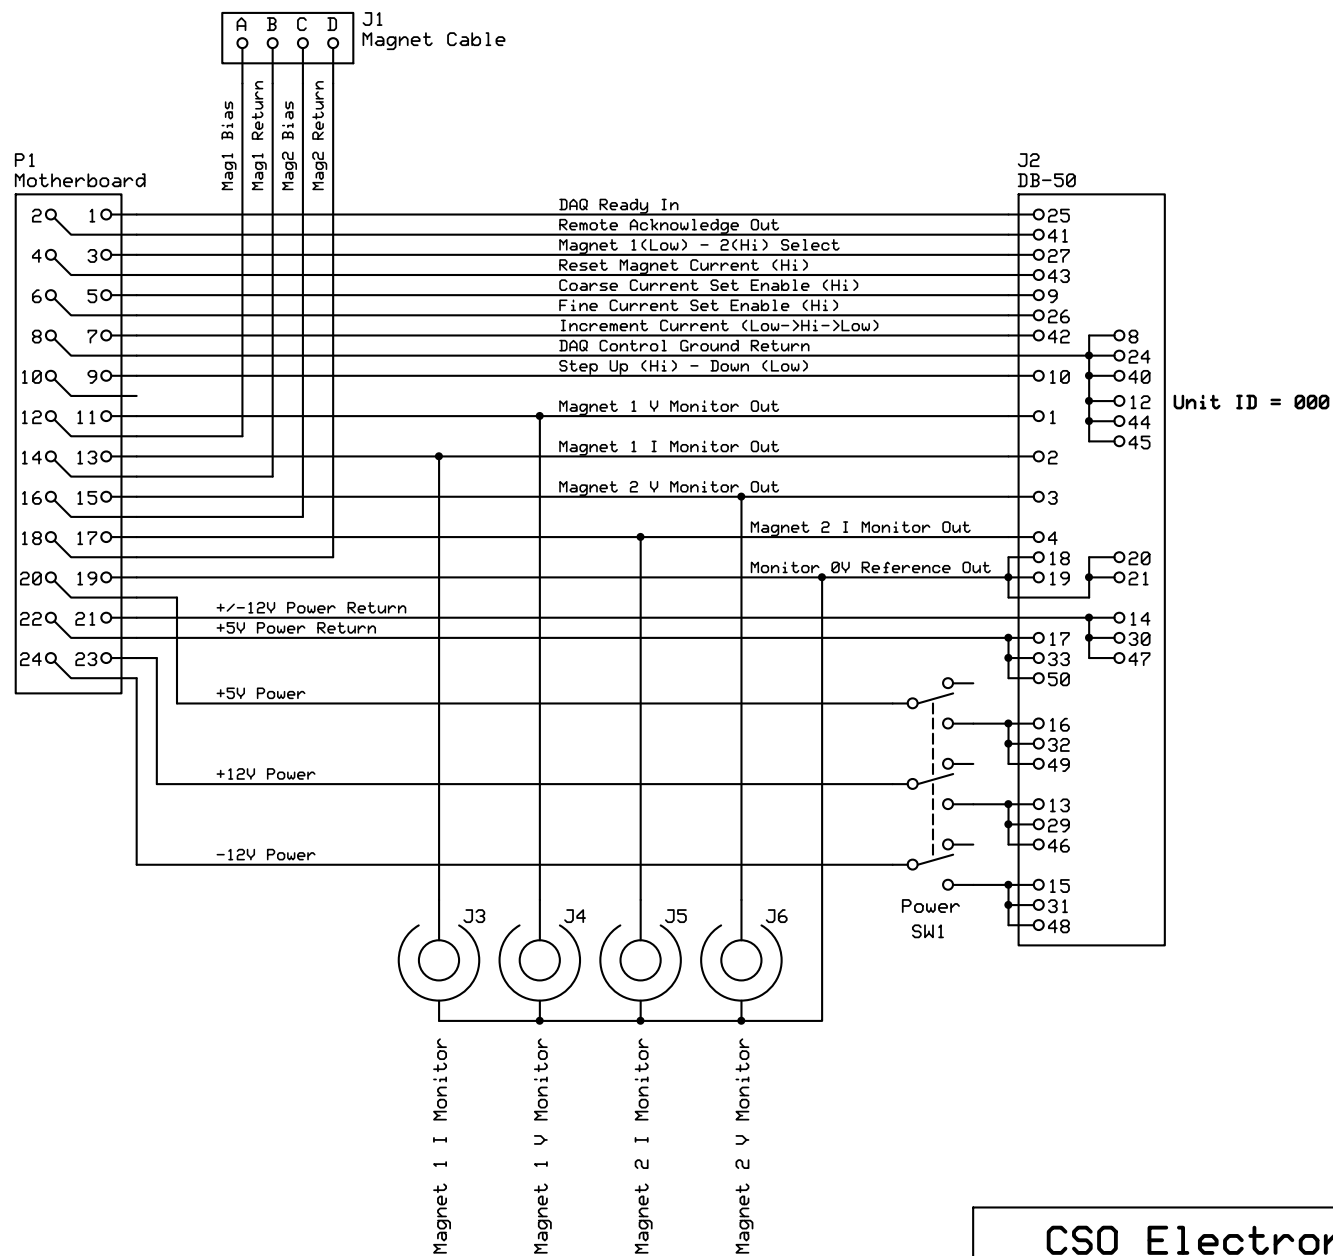 A B C D J1
Magnet Cable
Mag1 Bias
Mag1 Return
Mag2 Bias
Mag2 Return
P1
Motherboard
J2
DB-50
2 1 DAQ Ready In 25
Remote Acknowledge Out 41
4 3 Magnet 1(Low) - 2(Hi) Select 27
Reset Magnet Current (Hi) 43
6 5 Coarse Current Set Enable (Hi) 9
Fine Current Set Enable (Hi) 26
8 7 Increment Current (Low->Hi->Low) 42 8
DAQ Control Ground Return 24
10 9 Step Up (Hi) - Down (Low) 10 40
12 Unit ID = 000
12 11 Magnet 1 V Monitor Out 1 44
45
14 13 Magnet 1 I Monitor Out 2
16 15 Magnet 2 V Monitor Out 3
18 17 Magnet 2 I Monitor Out 4
18 20
20 19 Monitor 0V Reference Out 19 21
22 21 +/-12V Power Return 14
+5V Power Return 17 30
24 23 33 47
50
+5V Power
16
32
49
+12V Power
13
29
46
-12V Power
15
31
48
Power
SW1
J3 J4 J5 J6
Magnet 1 I Monitor
Magnet 1 V Monitor
Magnet 2 I Monitor
Magnet 2 V Monitor
CSO Electror